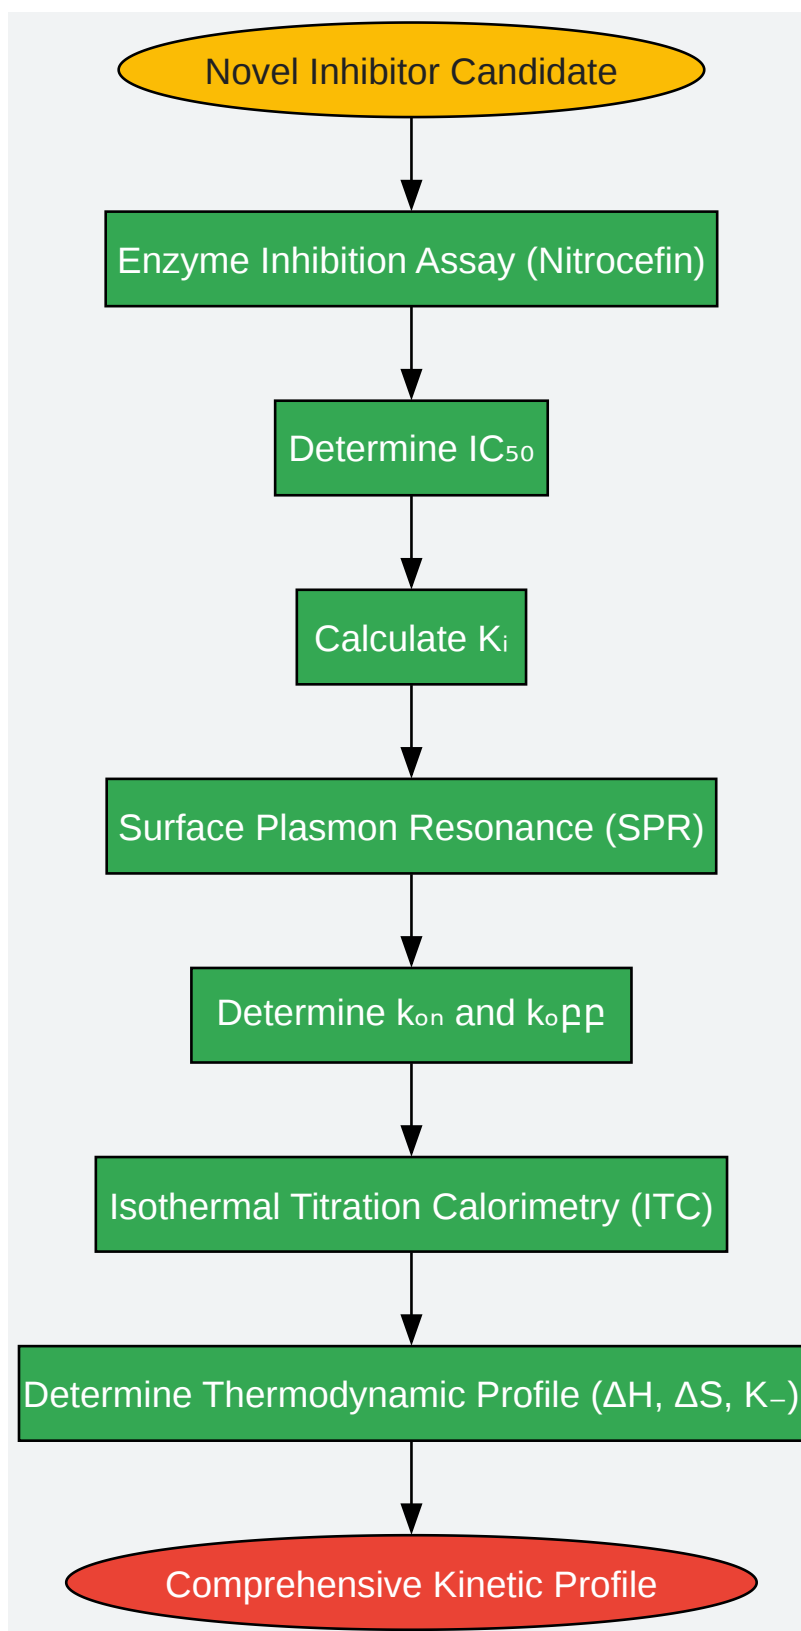 Novel Inhibitor Candidate
Enzyme Inhibition Assay (Nitrocefin)
Determine IC₅₀
Calculate Kᵢ
Surface Plasmon Resonance (SPR)
Determine kₒₙ and kₒբբ
Isothermal Titration Calorimetry (ITC)
Determine Thermodynamic Profile (ΔH, ΔS, K₋)
Comprehensive Kinetic Profile